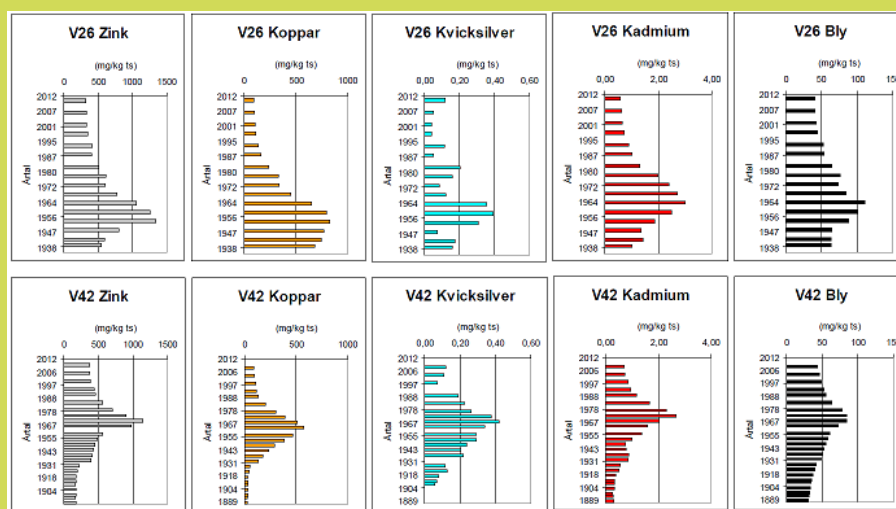 V26 Zink
(mg/kg ts)
0 500 1000 1500
Årtal
2012
2007
2001
1995
1987
1980
1972
1964
1956
1947
1938
V26 Koppar
(mg/kg ts)
0 500 1000
Årtal
2012
2007
2001
1995
1987
1980
1972
1964
1956
1947
1938
V26 Kvicksilver
(mg/kg ts)
0,00 0,20 0,40 0,60
Årtal
2012
2007
2001
1995
1987
1980
1972
1964
1956
1947
1938
V26 Kadmium
(mg/kg ts)
0,00 2,00 4,00
Årtal
2012
2007
2001
1995
1987
1980
1972
1964
1956
1947
1938
V26 Bly
(mg/kg ts)
0 50 100 150
Årtal
2012
2007
2001
1995
1987
1980
1972
1964
1956
1947
1938
V42 Zink
(mg/kg ts)
0 500 1000 1500
Årtal
2012
2006
1997
1988
1978
1967
1955
1943
1931
1918
1904
V42 Koppar
(mg/kg ts)
0 500 1000
Årtal
2012
2006
1997
1988
1978
1967
1955
1943
1931
1918
1904
1889
V42 Kvicksilver
(mg/kg ts)
0,00 0,20 0,40 0,60
Årtal
2012
2006
1997
1988
1978
1967
1955
1943
1931
1918
1904
1889
V42 Kadmium
(mg/kg ts)
0,00 2,00 4,00
Årtal
2012
2006
1997
1988
1978
1967
1955
1943
1931
1918
1904
1889
V42 Bly
(mg/kg ts)
0 50 100 150
Årtal
2012
2006
1997
1988
1978
1967
1955
1943
1931
1918
1904
1889